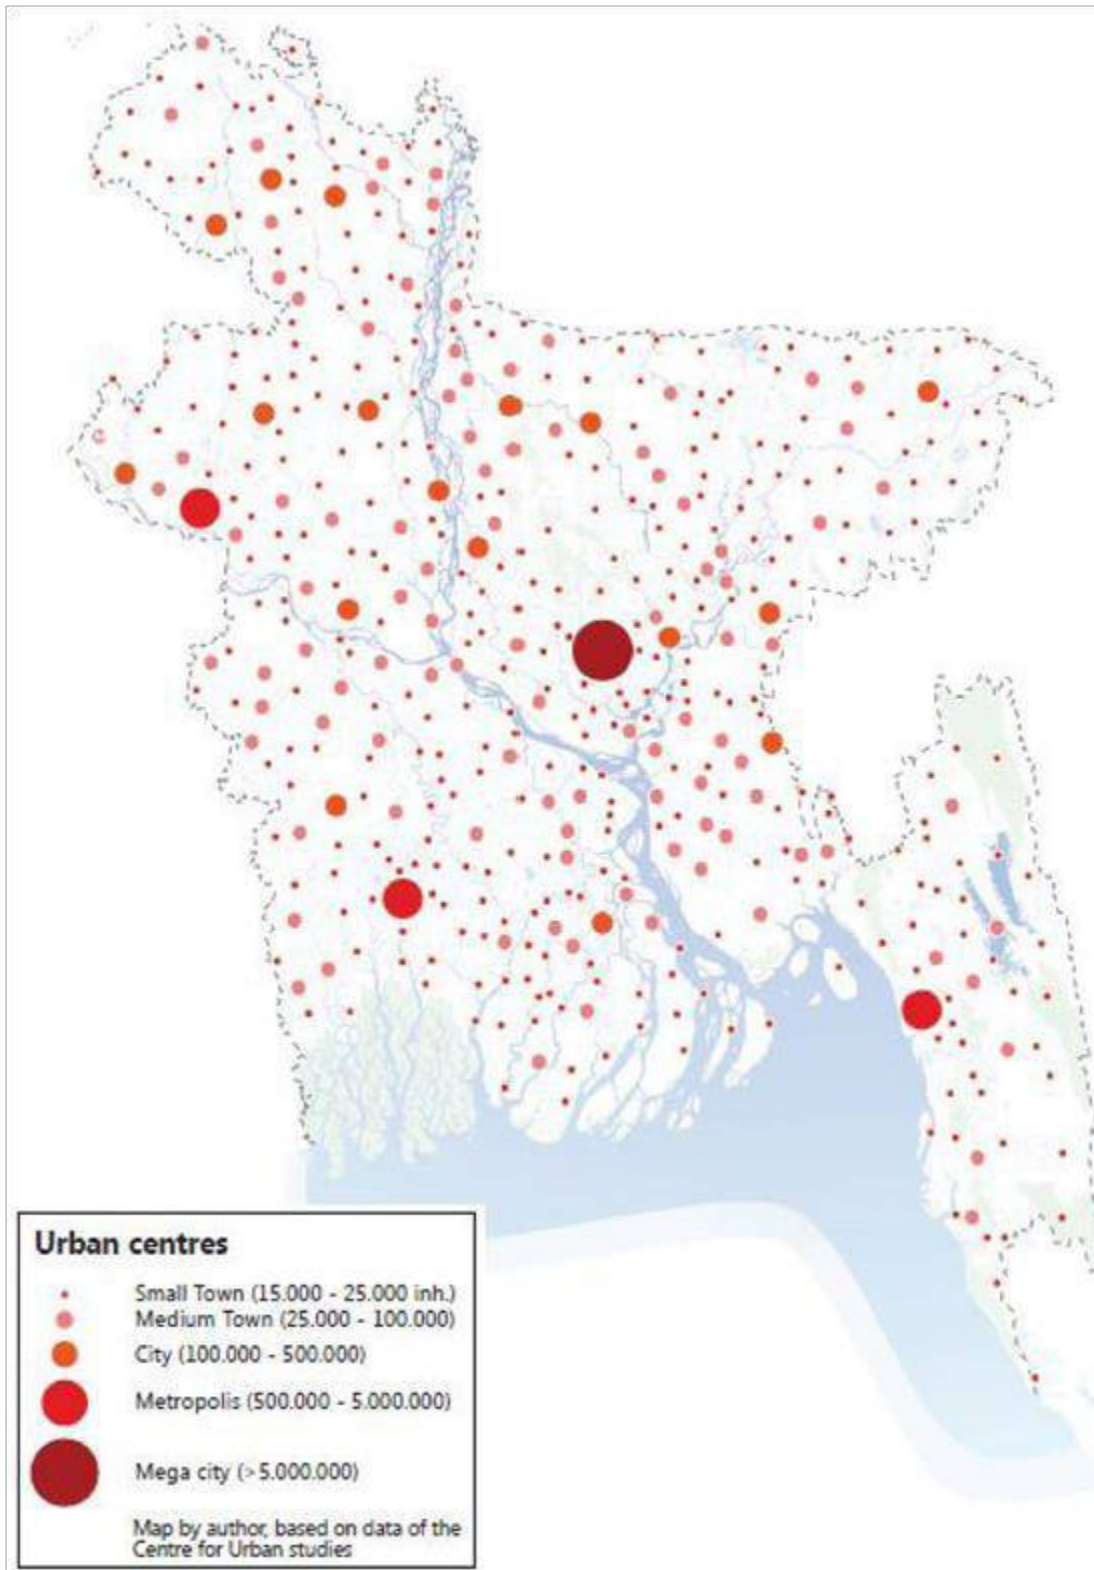 Urban centres
Small Town (15.000 - 25.000 inh.)
Medium Town (25.000 - 100.000)
City (100.000 - 500.000)
Metropolis (500.000 - 5.000.000)
Mega city (>5.000.000)
Map by author, based on data of the
Centre for Urban studies